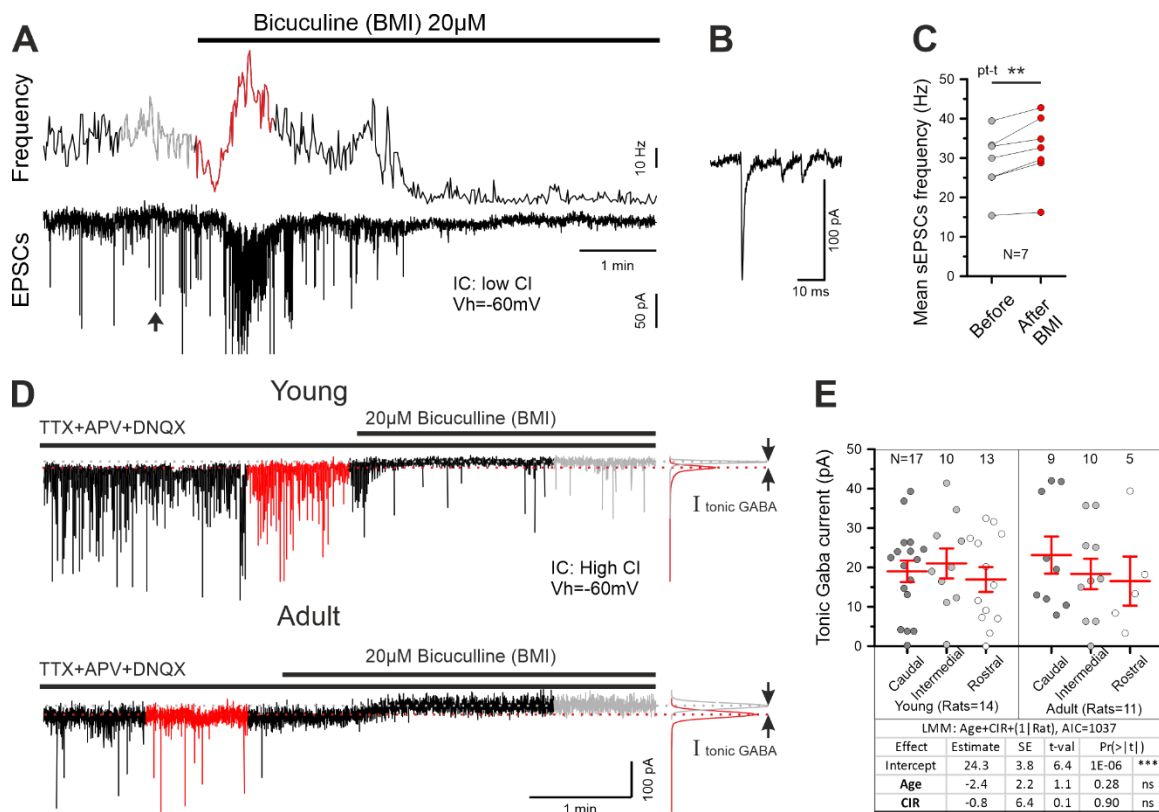 A
Bicuculine (BMI) 20µM
Frequency
10 Hz
EPSCs
1 min
IC: low Cl
Vh=-60mV
50 pA
B
100 pA
10 ms
C
pt-t **
Mean sEPSCs frequency (Hz)
50
40
30
20
10
0
N=7
Before
After
BMI
D
Young
TTX+APV+DNQX
20µM Bicuculline (BMI)
I tonic GABA
IC: High Cl
Vh=-60mV
Adult
TTX+APV+DNQX
20µM Bicuculline (BMI)
I tonic GABA
1 min
100 pA
E
Tonic Gaba current (pA)
50
40
30
20
10
0
N=17 10 13 9 10 5
Caudal Intermedial Rostral Caudal Intermedial Rostral
Young (Rats=14) Adult (Rats=11)
LMM: Age+CIR+(1|Rat), AIC=1037
Effect Estimate SE t-val Pr(>|t|)
Intercept 24.3 3.8 6.4 1E-06 ***
Age -2.4 2.2 1.1 0.28 ns
CIR -0.8 6.4 0.1 0.90 ns